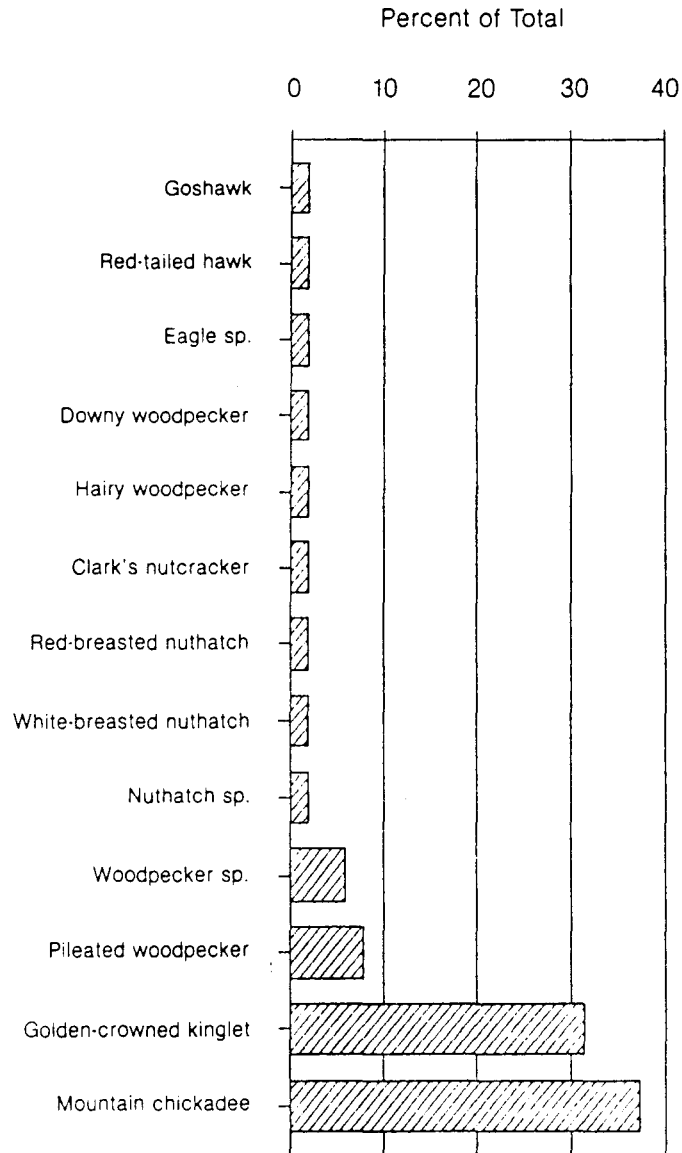 Percent of Total
0 10 20 30 40
Goshawk
Red-tailed hawk
Eagle sp.
Downy woodpecker
Hairy woodpecker
Clark's nutcracker
Red-breasted nuthatch
White-breasted nuthatch
Nuthatch sp.
Woodpecker sp.
Pileated woodpecker
Golden-crowned kinglet
Mountain chickadee